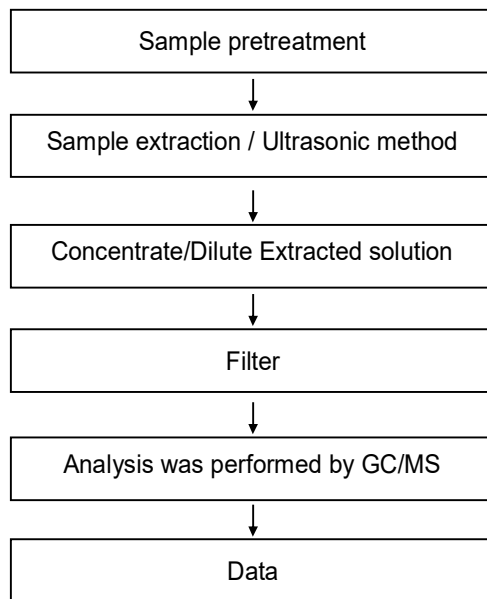 Sample pretreatment
Sample extraction / Ultrasonic method
Concentrate/Dilute Extracted solution
Filter
Analysis was performed by GC/MS
Data